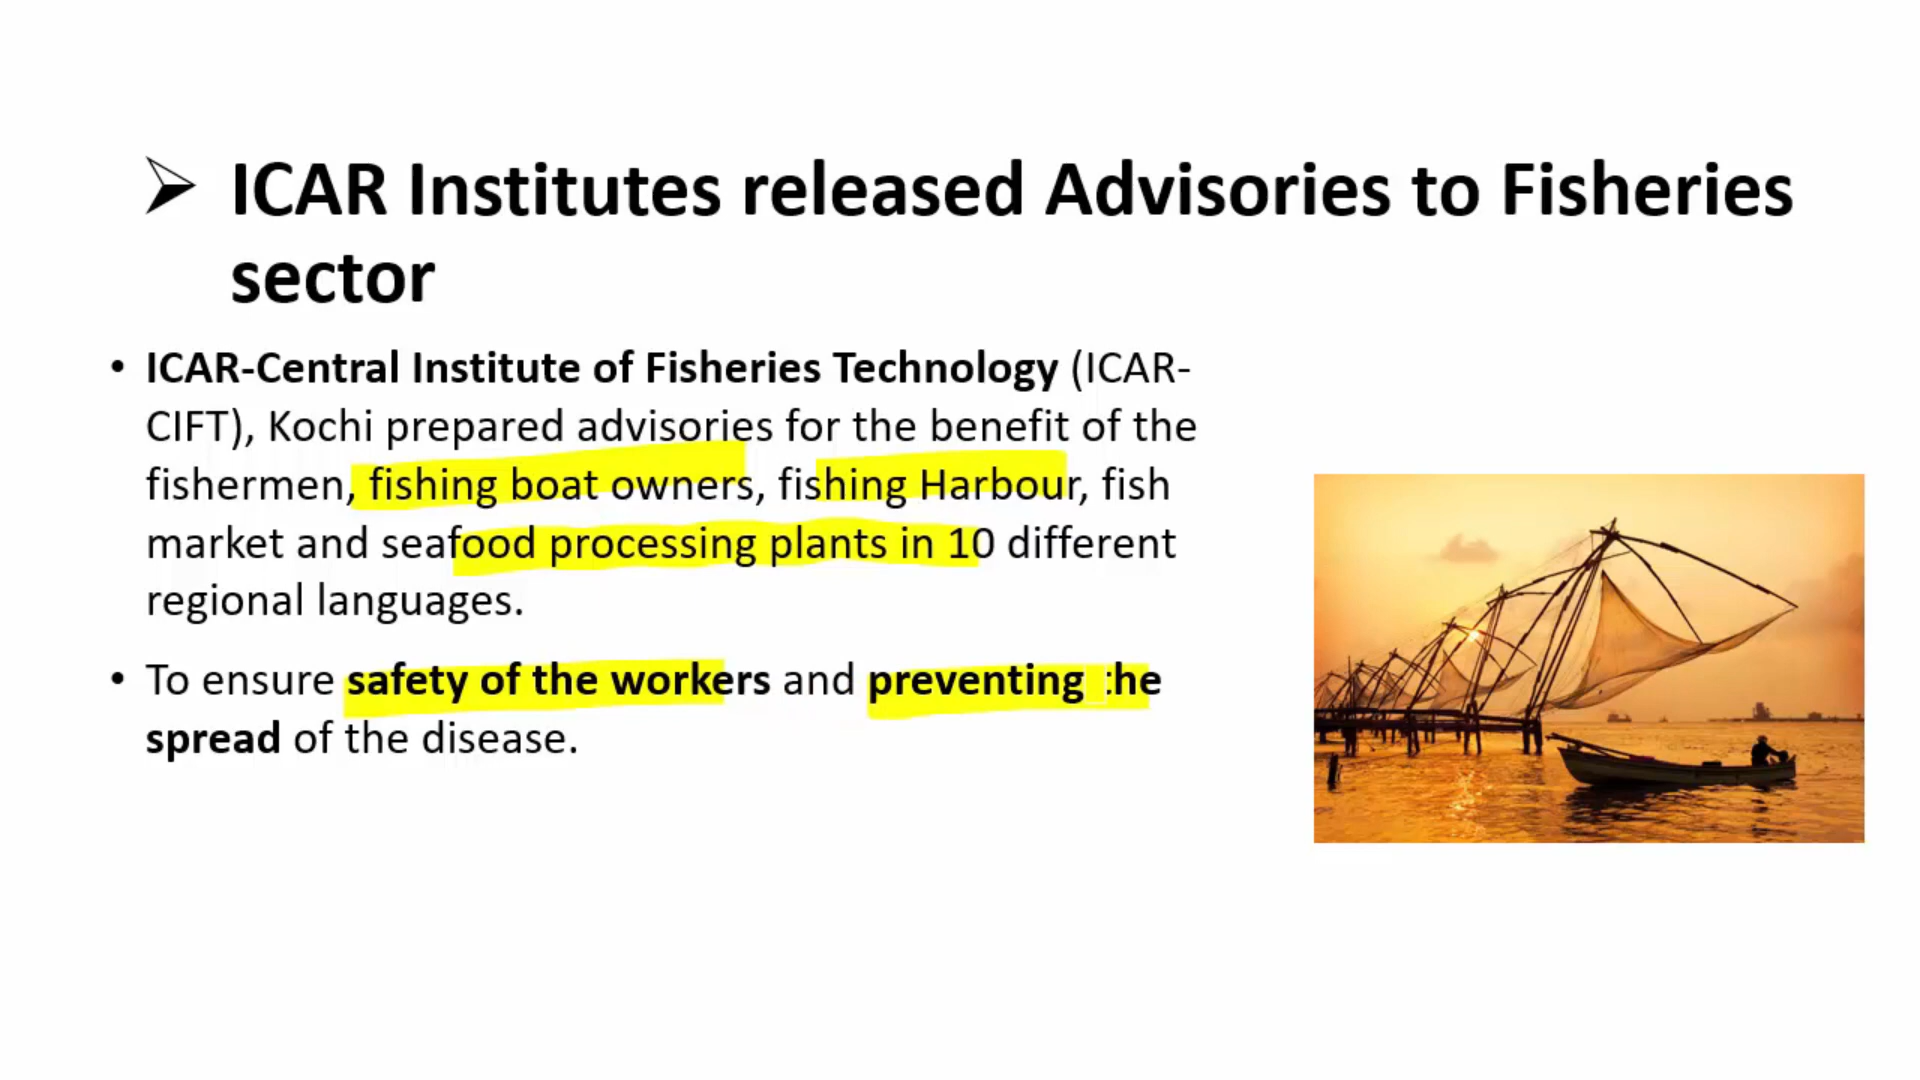 ➢ ICAR Institutes released Advisories to Fisheries
sector
• ICAR-Central Institute of Fisheries Technology (ICAR-
CIFT), Kochi prepared advisories for the benefit of the
fishermen, fishing boat owners, fishing Harbour, fish
market and seafood processing plants in 10 different
regional languages.
• To ensure safety of the workers and preventing the
spread of the disease.